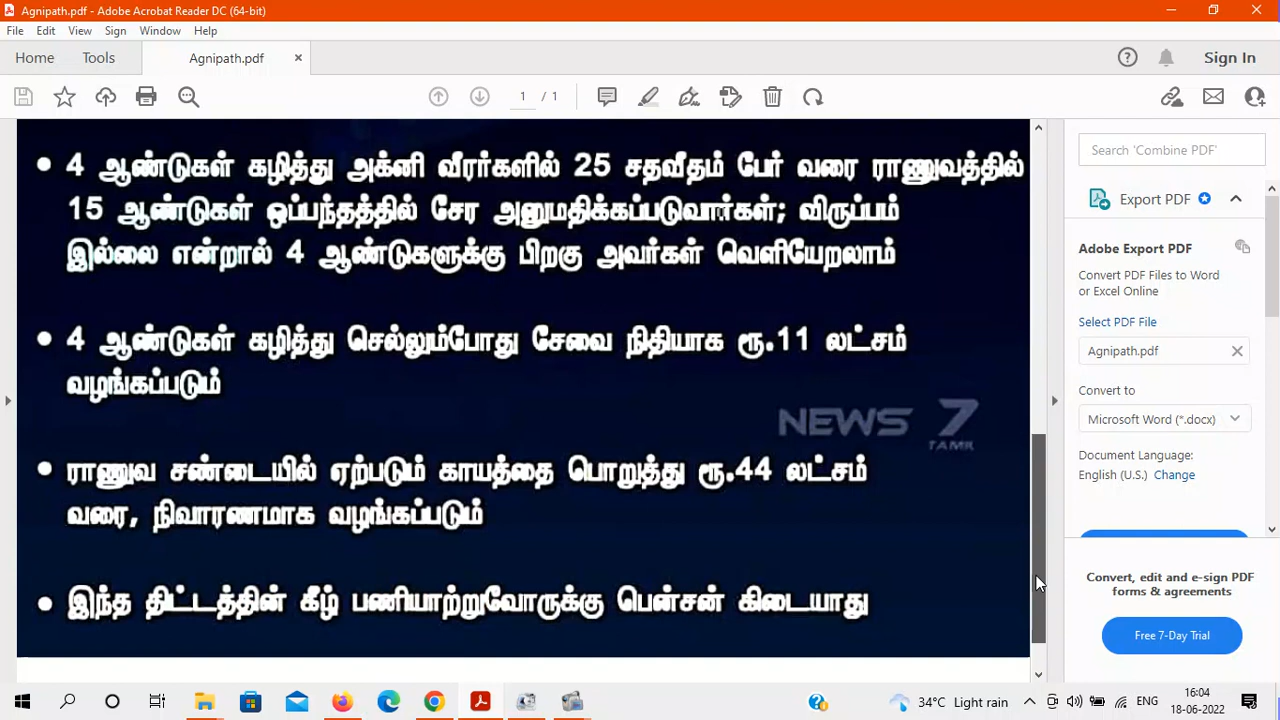 Agnipath.pdf - Adobe Acrobat Reader DC (64-bit)
File Edit View Sign Window Help
Home Tools Agnipath.pdf × Sign In
1 / 1
• 4 ஆண்டுகள் கழித்து அக்னி வீரர்களில் 25 சதவீதம் பேர் வரை ராணுவத்தில்
15 ஆண்டுகள் ஒப்பந்தத்தில் சேர அனுமதிக்கப்படுவார்கள்; விருப்பம்
இல்லை என்றால் 4 ஆண்டுகளுக்கு பிறகு அவர்கள் வெளியேறலாம்
• 4 ஆண்டுகள் கழித்து செல்லும்போது சேவை நிதியாக ரூ.11 லட்சம்
வழங்கப்படும்
NEWS 7
TAMIL
• ராணுவ சண்டையில் ஏற்படும் காயத்தை பொறுத்து ரூ.44 லட்சம்
வரை, நிவாரணமாக வழங்கப்படும்
• இந்த திட்டத்தின் கீழ் பணியாற்றுவோருக்கு பென்சன் கிடையாது
Search 'Combine PDF'
Export PDF
Adobe Export PDF
Convert PDF Files to Word
or Excel Online
Select PDF File
Agnipath.pdf
Convert to
Microsoft Word (*.docx)
Document Language:
English (U.S.) Change
Convert, edit and e-sign PDF
forms & agreements
Free 7-Day Trial
34°C Light rain
ENG
16:04
18-06-2022